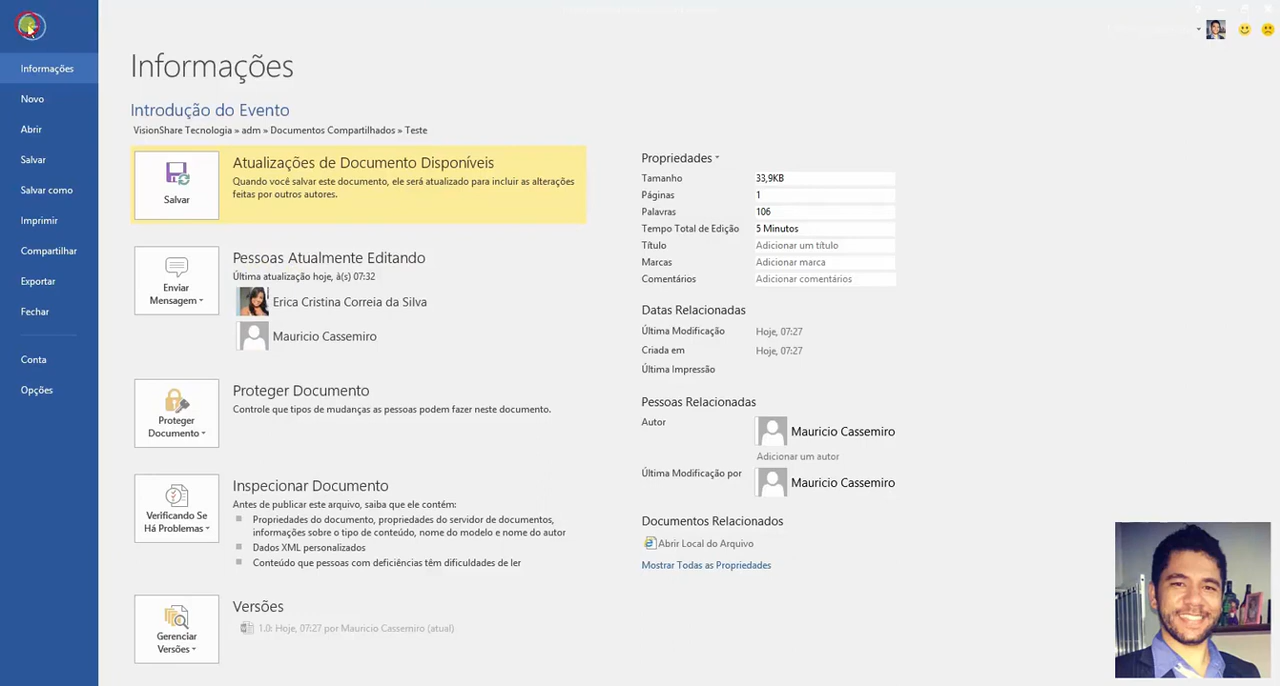 Informações
Novo
Abrir
Salvar
Salvar como
Imprimir
Compartilhar
Exportar
Fechar
Conta
Opções
Informações
Introdução do Evento
VisionShare Tecnologia » adm » Documentos Compartilhados » Teste
Salvar
Atualizações de Documento Disponíveis
Quando você salvar este documento, ele será atualizado para incluir as alterações
feitas por outros autores.
Enviar
Mensagem
Pessoas Atualmente Editando
Última atualização hoje, à(s) 07:32
Erica Cristina Correia da Silva
Mauricio Cassemiro
Proteger
Documento
Proteger Documento
Controle que tipos de mudanças as pessoas podem fazer neste documento.
Verificando Se
Há Problemas
Inspecionar Documento
Antes de publicar este arquivo, saiba que ele contém:
Propriedades do documento, propriedades do servidor de documentos,
informações sobre o tipo de conteúdo, nome do modelo e nome do autor
Dados XML personalizados
Conteúdo que pessoas com deficiências têm dificuldades de ler
Gerenciar
Versões
Versões
1.0: Hoje, 07:27 por Mauricio Cassemiro (atual)
Propriedades
Tamanho 33,9KB
Páginas 1
Palavras 106
Tempo Total de Edição 5 Minutos
Título Adicionar um título
Marcas Adicionar marca
Comentários Adicionar comentários
Datas Relacionadas
Última Modificação Hoje, 07:27
Criada em Hoje, 07:27
Última Impressão
Pessoas Relacionadas
Autor Mauricio Cassemiro
Adicionar um autor
Última Modificação por Mauricio Cassemiro
Documentos Relacionados
Abrir Local do Arquivo
Mostrar Todas as Propriedades